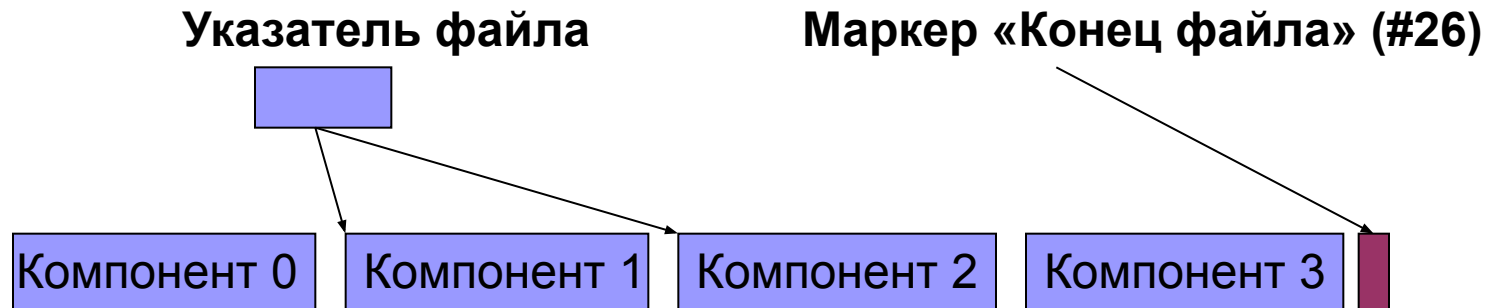 Указатель файла Маркер «Конец файла» (#26)
Компонент 0 Компонент 1 Компонент 2 Компонент 3